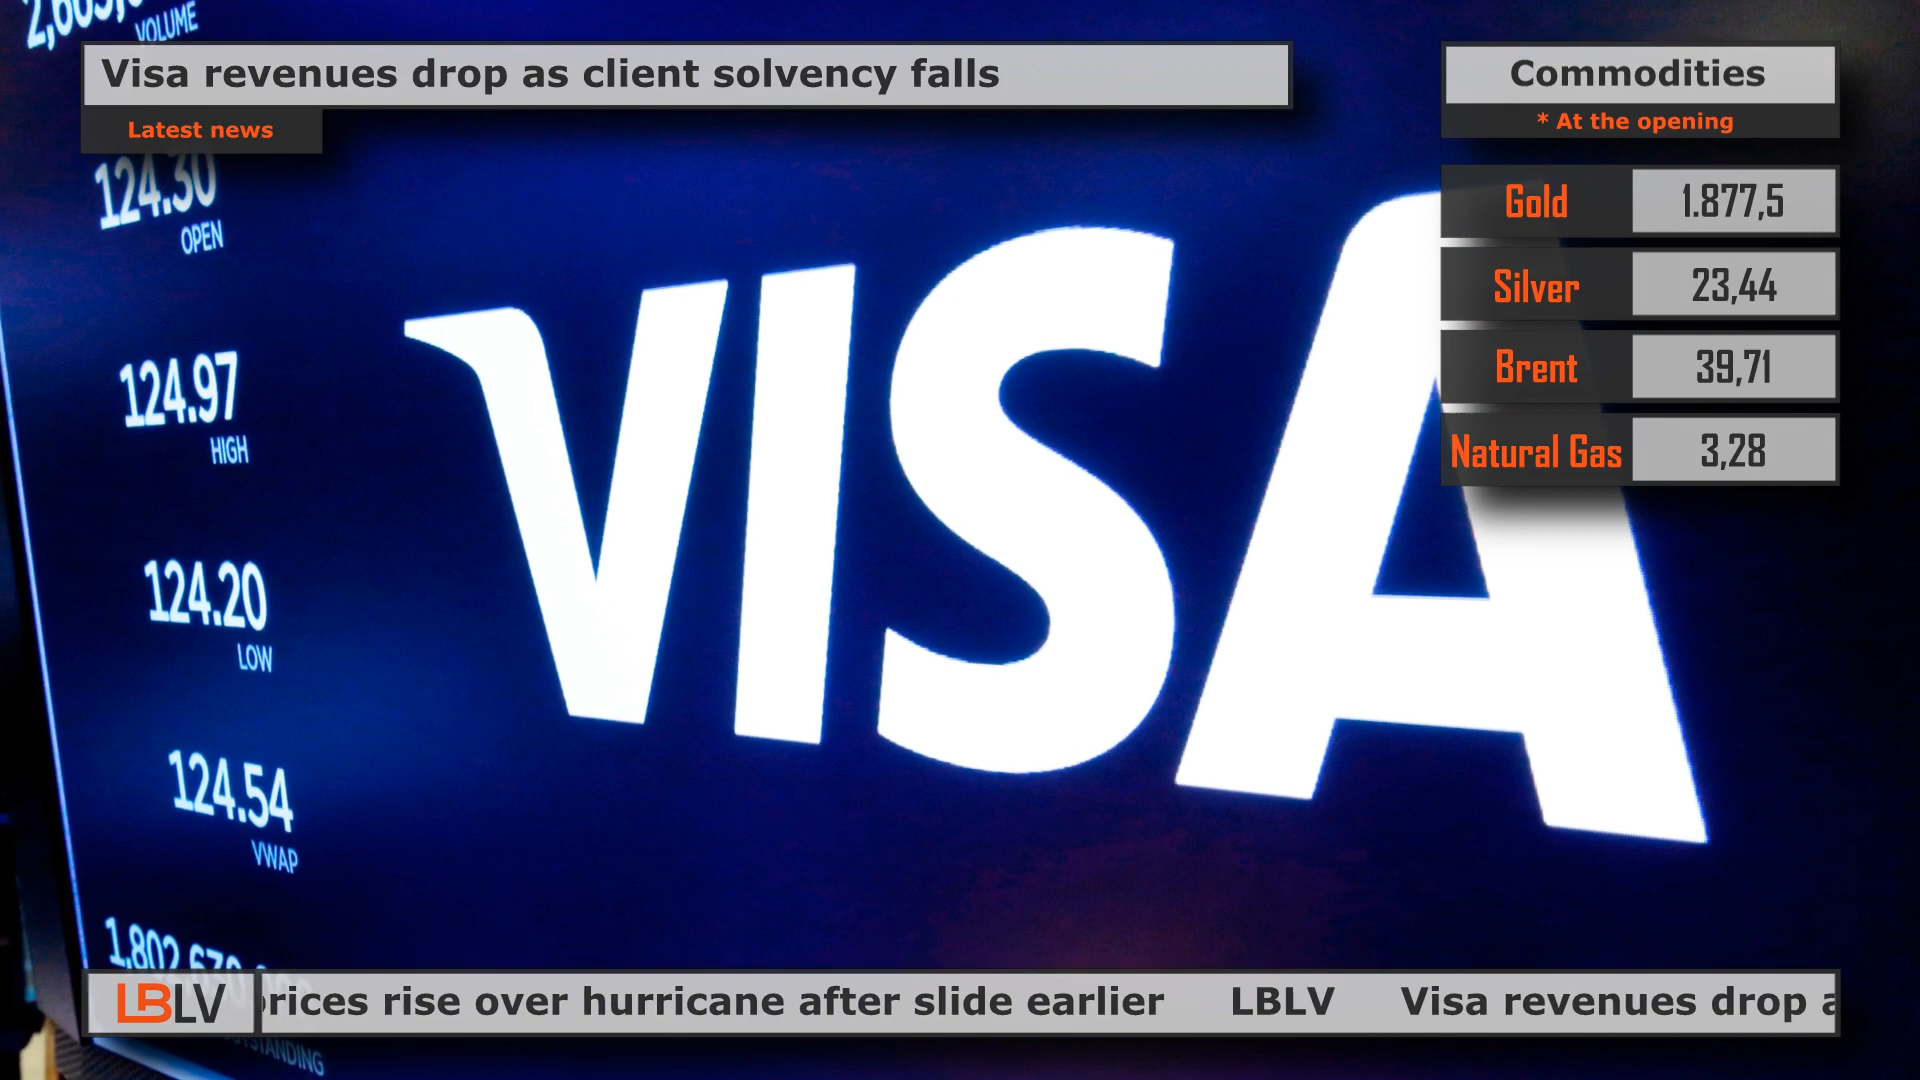 VOLUME
Visa revenues drop as client solvency falls
Latest news
Commodities
* At the opening
Gold 1.877,5
Silver 23,44
Brent 39,71
Natural Gas 3,28
124.30
OPEN
124.97
HIGH
124.20
LOW
124.54
VWAP
VISA
LBLV
rices rise over hurricane after slide earlier LBLV Visa revenues drop a